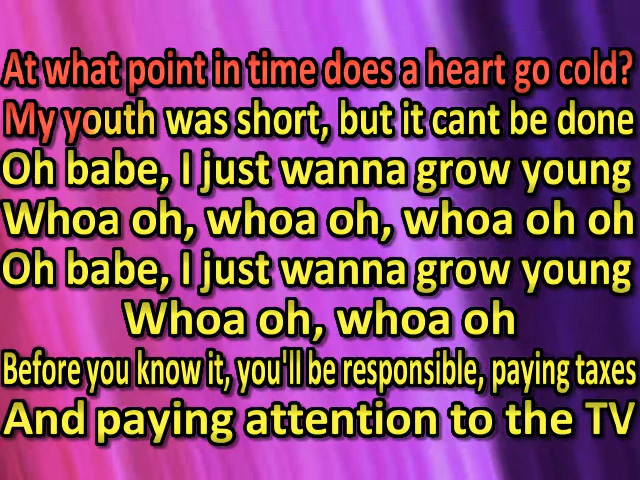 At what point in time does a heart go cold?
My youth was short, but it cant be done
Oh babe, I just wanna grow young
Whoa oh, whoa oh, whoa oh oh
Oh babe, I just wanna grow young
Whoa oh, whoa oh
Before you know it, you'll be responsible, paying taxes
And paying attention to the TV